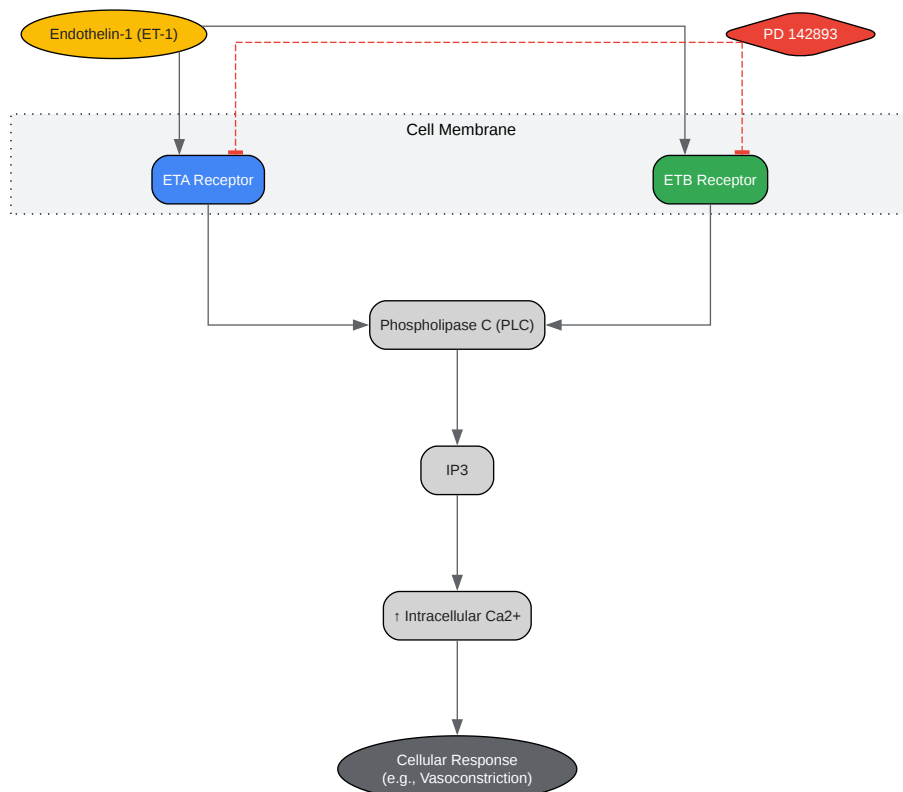 Endothelin-1 (ET-1)
PD 142893
Cell Membrane
ETA Receptor
ETB Receptor
Phospholipase C (PLC)
IP3
↑ Intracellular Ca2+
Cellular Response
(e.g., Vasoconstriction)